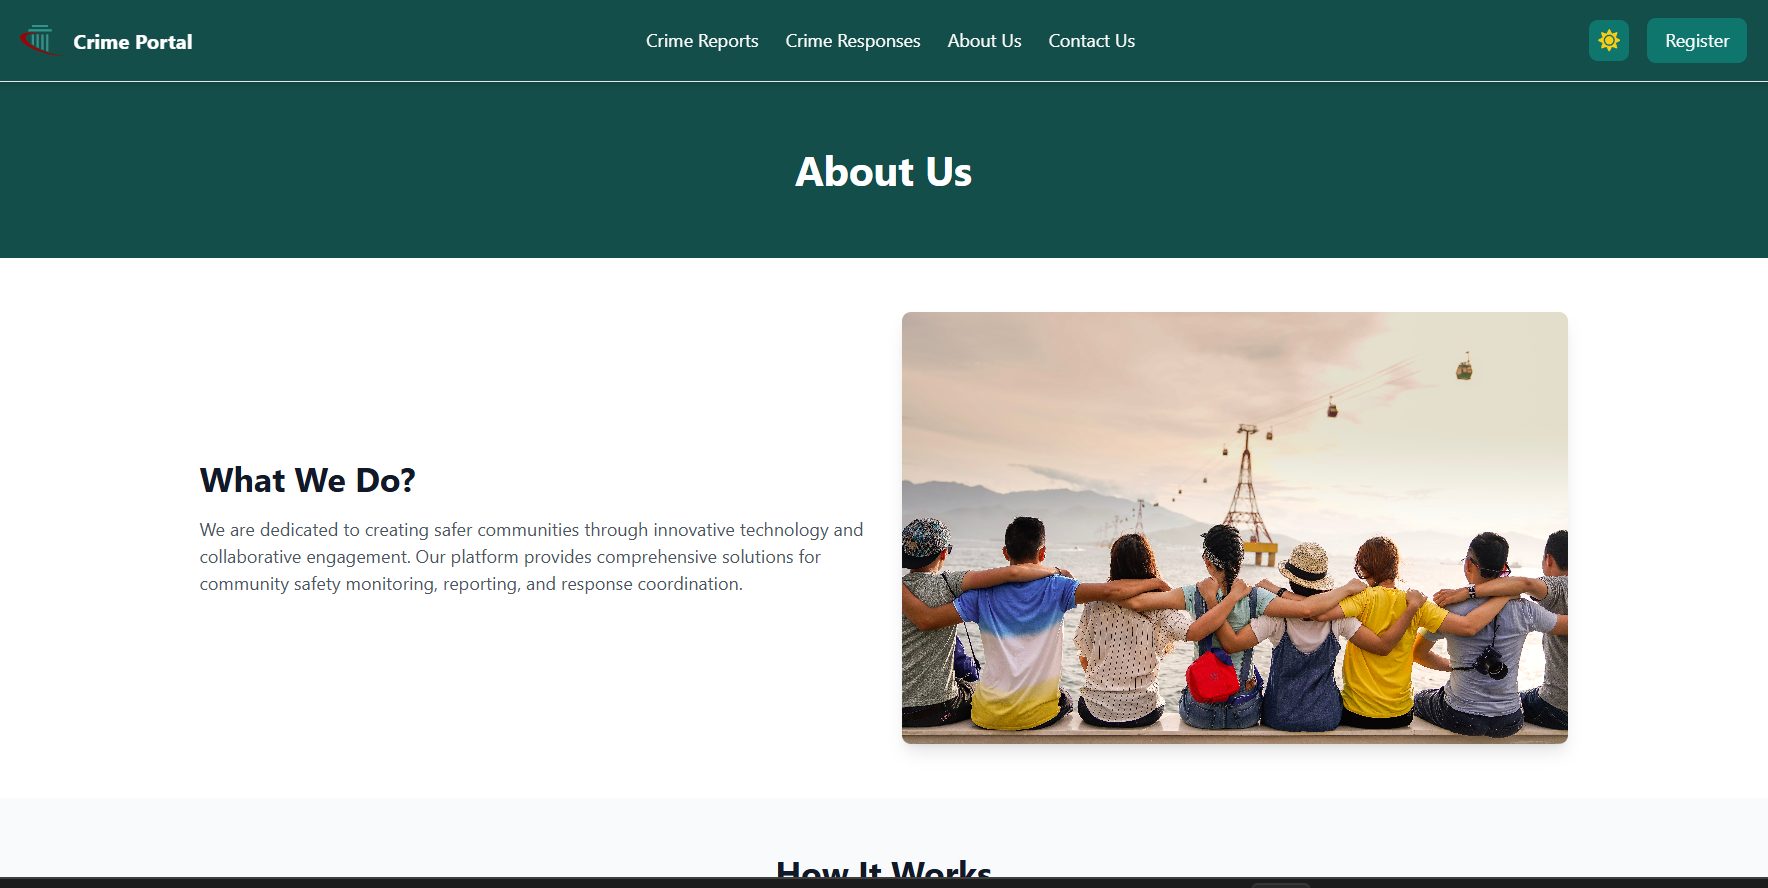 Crime Portal
Crime Reports
Crime Responses
About Us
Contact Us
Register
About Us
What We Do?
We are dedicated to creating safer communities through innovative technology and
collaborative engagement. Our platform provides comprehensive solutions for
community safety monitoring, reporting, and response coordination.
How It Works